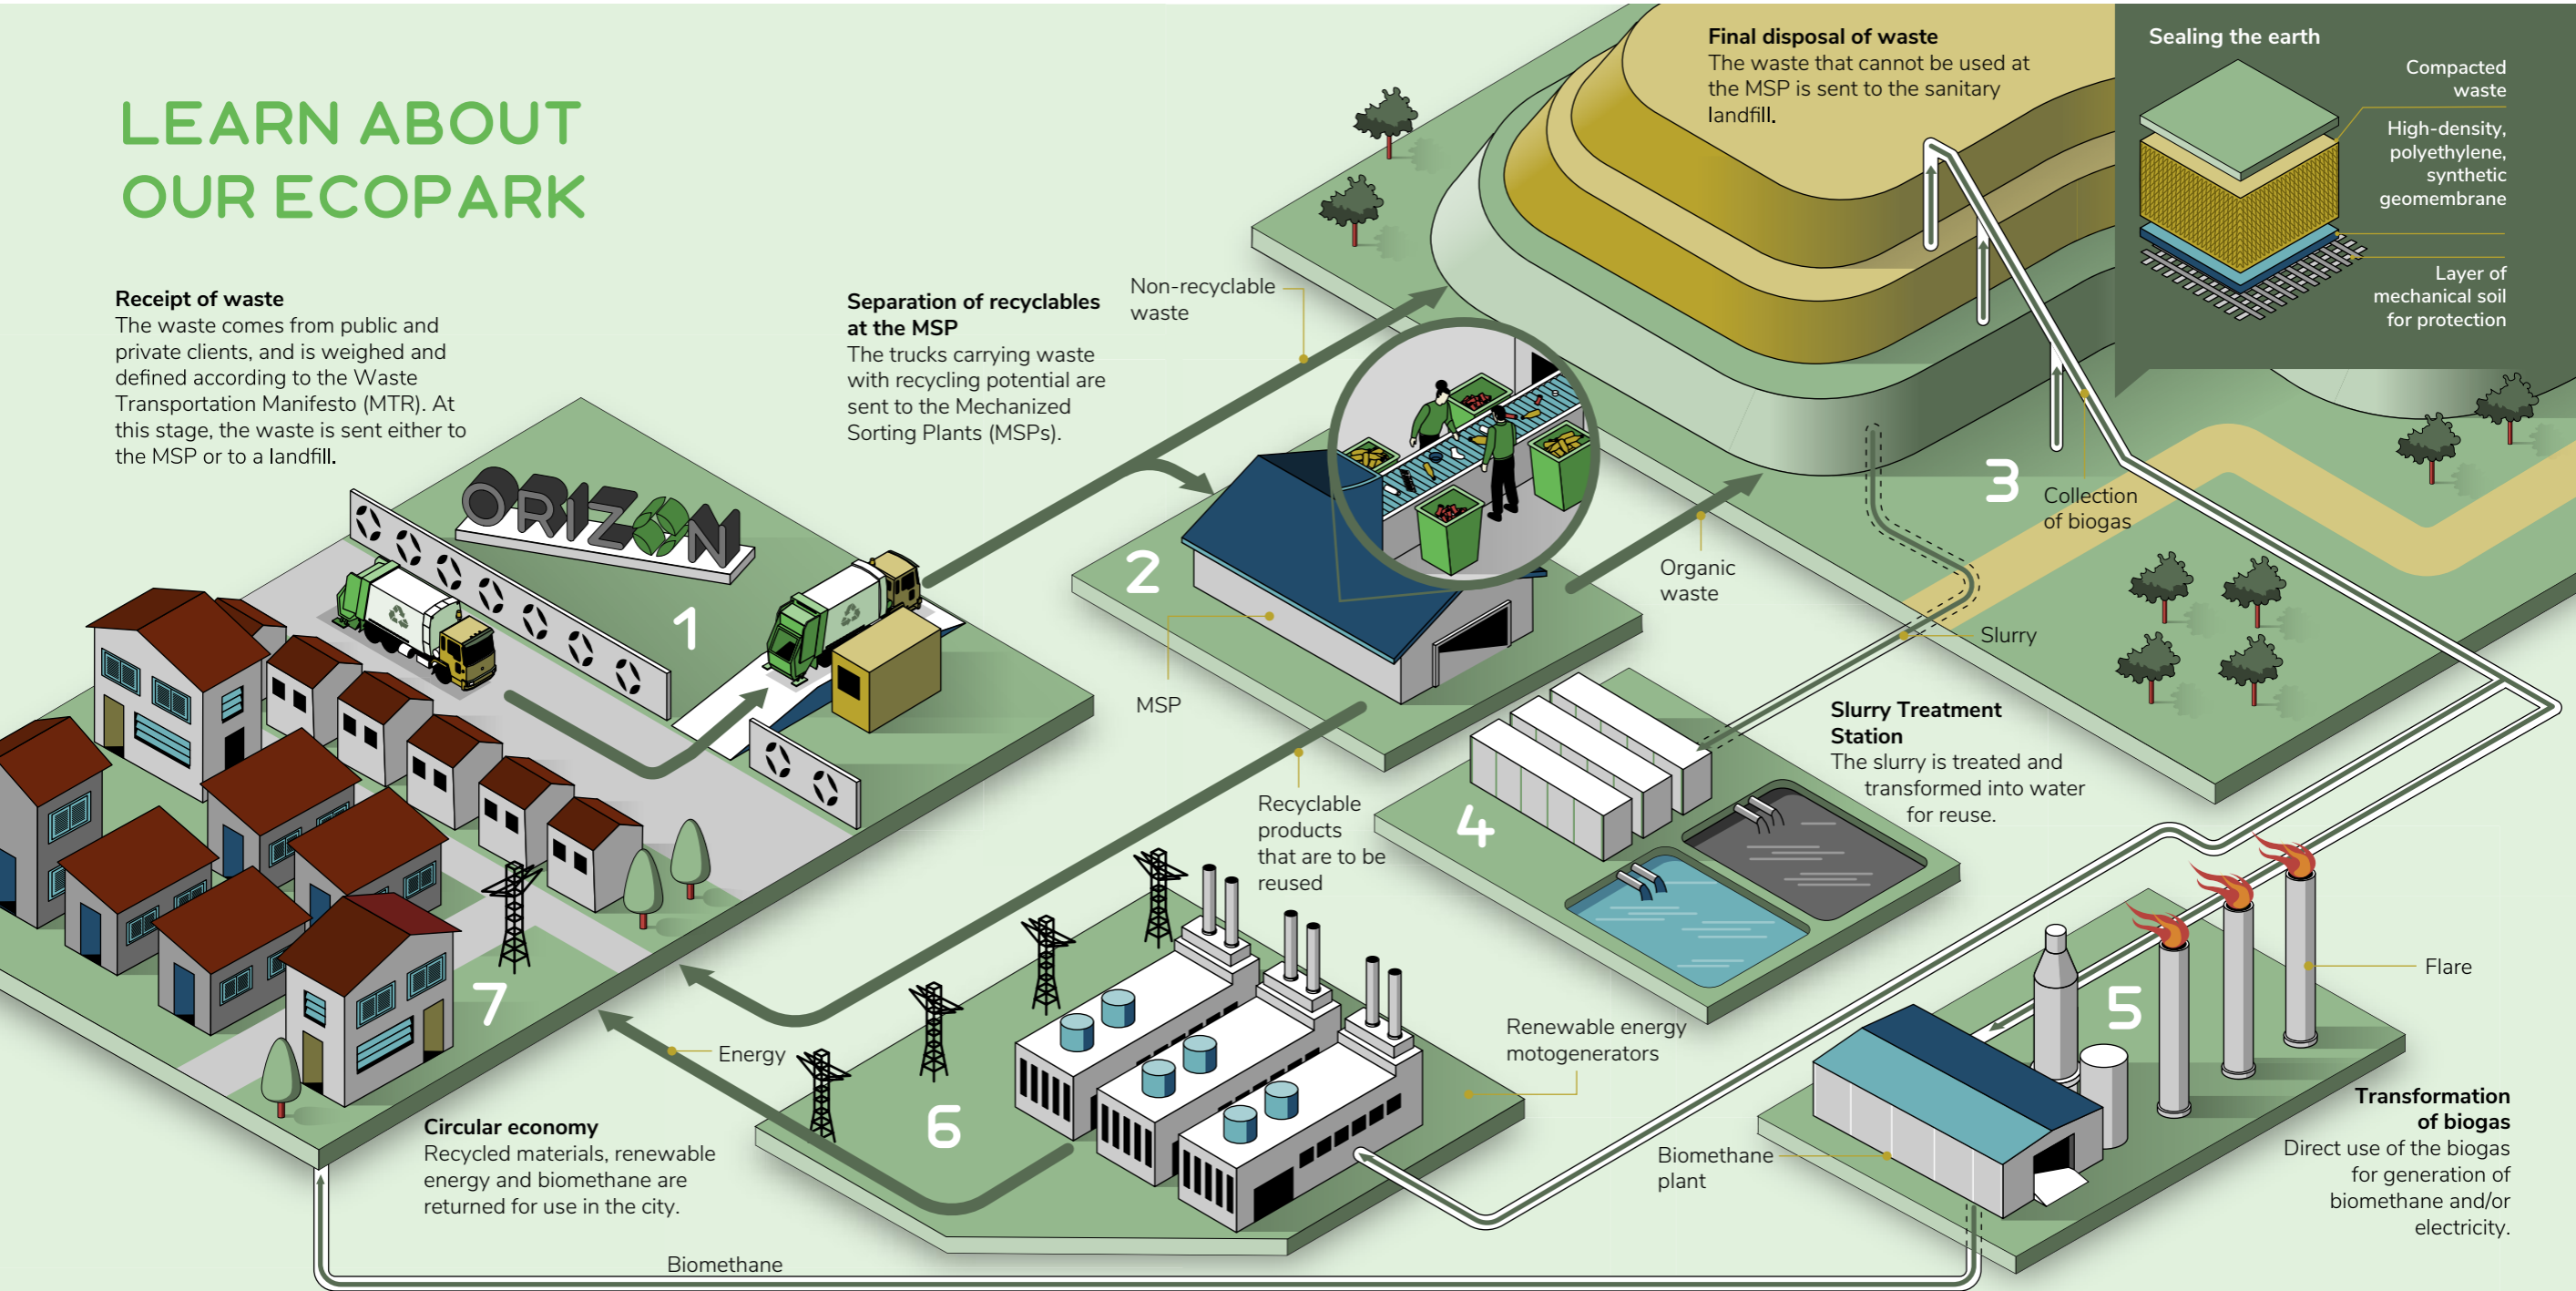 LEARN ABOUT
OUR ECOPARK
Receipt of waste
The waste comes from public and
private clients, and is weighed and
defined according to the Waste
Transportation Manifesto (MTR). At
this stage, the waste is sent either to
the MSP or to a landfill.
ORIZON
1
Separation of recyclables
at the MSP
The trucks carrying waste
with recycling potential are
sent to the Mechanized
Sorting Plants (MSPs).
Non-recyclable
waste
2
MSP
Organic
waste
Recyclable
products
that are to be
reused
Final disposal of waste
The waste that cannot be used at
the MSP is sent to the sanitary
landfill.
Sealing the earth
Compacted
waste
High-density,
polyethylene,
synthetic
geomembrane
Layer of
mechanical soil
for protection
3
Collection
of biogas
Slurry
Slurry Treatment
Station
The slurry is treated and
transformed into water
for reuse.
4
Flare
5
Transformation
of biogas
Direct use of the biogas
for generation of
biomethane and/or
electricity.
Biomethane
plant
Renewable energy
motogenerators
6
Energy
7
Circular economy
Recycled materials, renewable
energy and biomethane are
returned for use in the city.
Biomethane